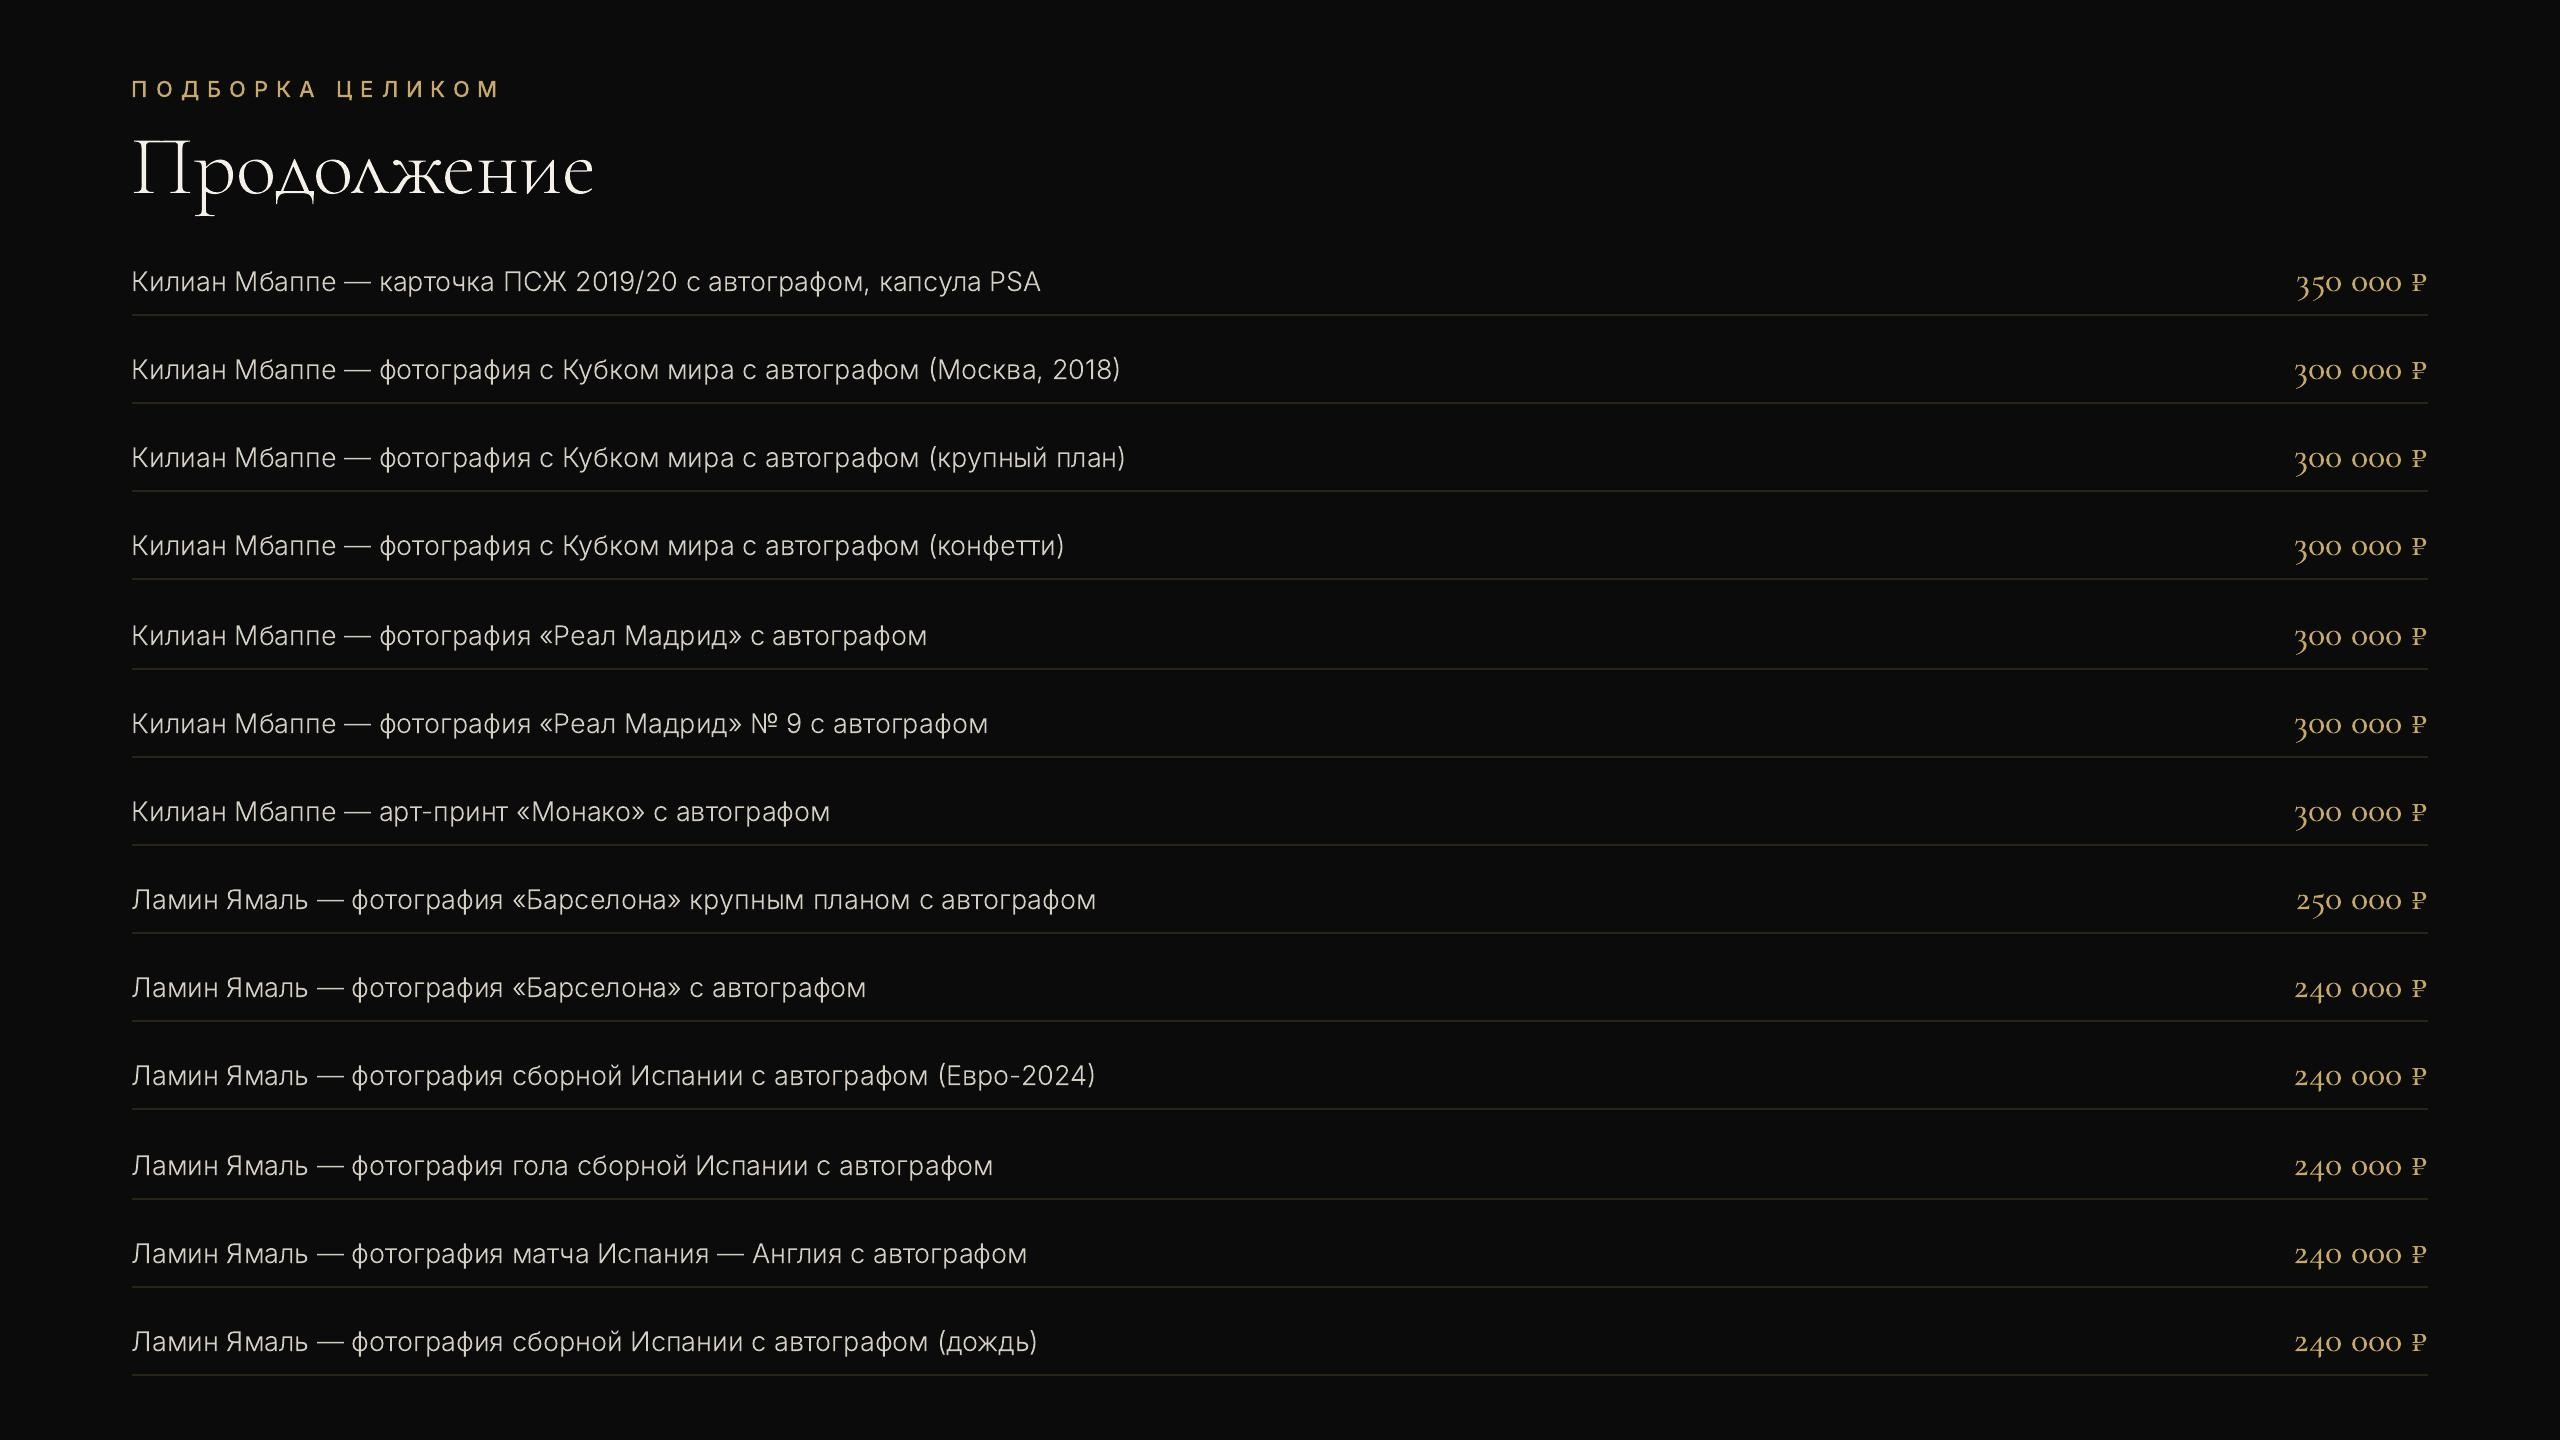 ПОДБОРКА ЦЕЛИКОМ
Продолжение
Килиан Мбаппе — карточка ПСЖ 2019/20 с автографом, капсула PSA 350 000 ₽
Килиан Мбаппе — фотография с Кубком мира с автографом (Москва, 2018) 300 000 ₽
Килиан Мбаппе — фотография с Кубком мира с автографом (крупный план) 300 000 ₽
Килиан Мбаппе — фотография с Кубком мира с автографом (конфетти) 300 000 ₽
Килиан Мбаппе — фотография «Реал Мадрид» с автографом 300 000 ₽
Килиан Мбаппе — фотография «Реал Мадрид» № 9 с автографом 300 000 ₽
Килиан Мбаппе — арт-принт «Монако» с автографом 300 000 ₽
Ламин Ямаль — фотография «Барселона» крупным планом с автографом 250 000 ₽
Ламин Ямаль — фотография «Барселона» с автографом 240 000 ₽
Ламин Ямаль — фотография сборной Испании с автографом (Евро-2024) 240 000 ₽
Ламин Ямаль — фотография гола сборной Испании с автографом 240 000 ₽
Ламин Ямаль — фотография матча Испания — Англия с автографом 240 000 ₽
Ламин Ямаль — фотография сборной Испании с автографом (дождь) 240 000 ₽